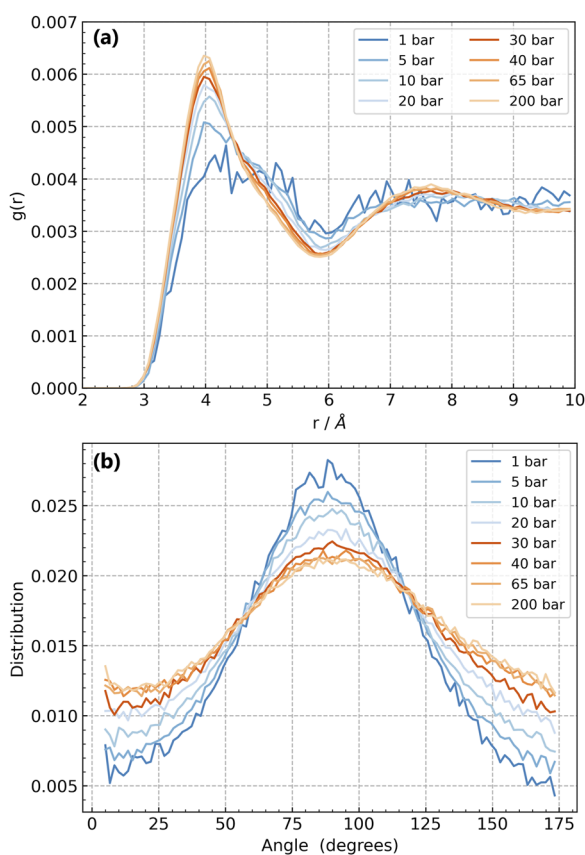 (a)
1 bar
5 bar
10 bar
20 bar
30 bar
40 bar
65 bar
200 bar
g(r)
0.007
0.006
0.005
0.004
0.003
0.002
0.001
0.000
2 3 4 5 6 7 8 9 10
r / Å
(b)
1 bar
5 bar
10 bar
20 bar
30 bar
40 bar
65 bar
200 bar
Distribution
0.025
0.020
0.015
0.010
0.005
0 25 50 75 100 125 150 175
Angle (degrees)